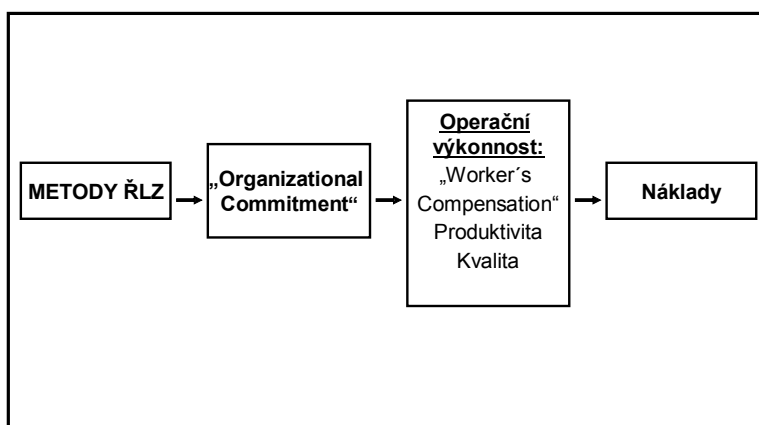 METODY ŘLZ
„Organizational
Commitment“
Operační
výkonnost:
„Worker´s
Compensation“
Produktivita
Kvalita
Náklady